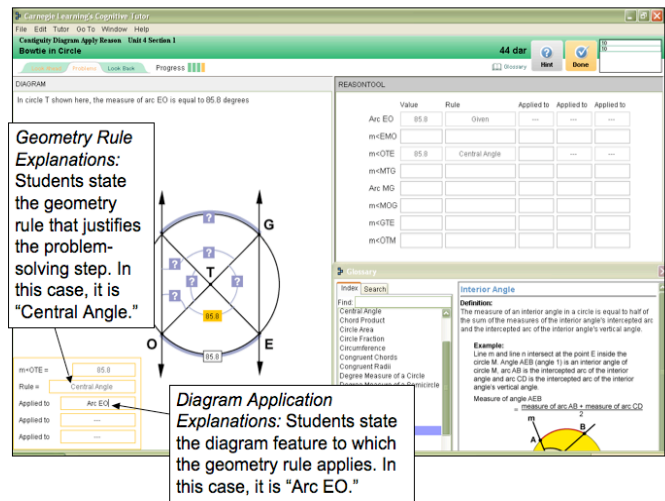 Carnegie Learning's Cognitive Tutor
File Edit Tutor Go To Window Help
Contiguity Diagram Apply Reason Unit 4 Section 1
Bowtie in Circle
44 dar
Glossary
Hint
Done
10
10
Problems
Look Back
Progress
DIAGRAM
In circle T shown here, the measure of arc EO is equal to 85.8 degrees
REASONTOOL
Value Rule Applied to Applied to Applied to
Arc EO 85.8 Given --- --- ---
m<EMO
m<OTE 85.8 Central Angle --- ---
m<MTG
Arc MG
m<MOG
m<GTE
m<OTM
Geometry Rule
Explanations:
Students state
the geometry
rule that justifies
the problem-
solving step. In
this case, it is
“Central Angle.”
?
G
?
?
T
?
?
?
85.8
O
E
85.8
m<OTE = 85.8
Rule = Central Angle
Applied to Arc EO
Applied to ---
Applied to ---
Diagram Application
Explanations: Students state
the diagram feature to which
the geometry rule applies. In
this case, it is “Arc EO.”
Glossary
Index Search
Find:
Central Angle
Chord Product
Circle Area
Circle Fraction
Circumference
Congruent Chords
Congruent Radii
Degree Measure of a Circle
Degree Measure of a Semicircle
Interior Angle
Definition:
The measure of an interior angle in a circle is equal to half of
the sum of the measures of the interior angle's intercepted arc
and the intercepted arc of the interior angle's vertical angle.
Example:
Line m and line n intersect at the point E inside the
circle M. Angle AEB (angle 1) is an interior angle of
circle M, arc AB is the intercepted arc of the interior
angle and arc CD is the intercepted arc of the interior
angle's vertical angle.
Measure of angle AEB
= measure of arc AB + measure of arc CD
2
m
A
B